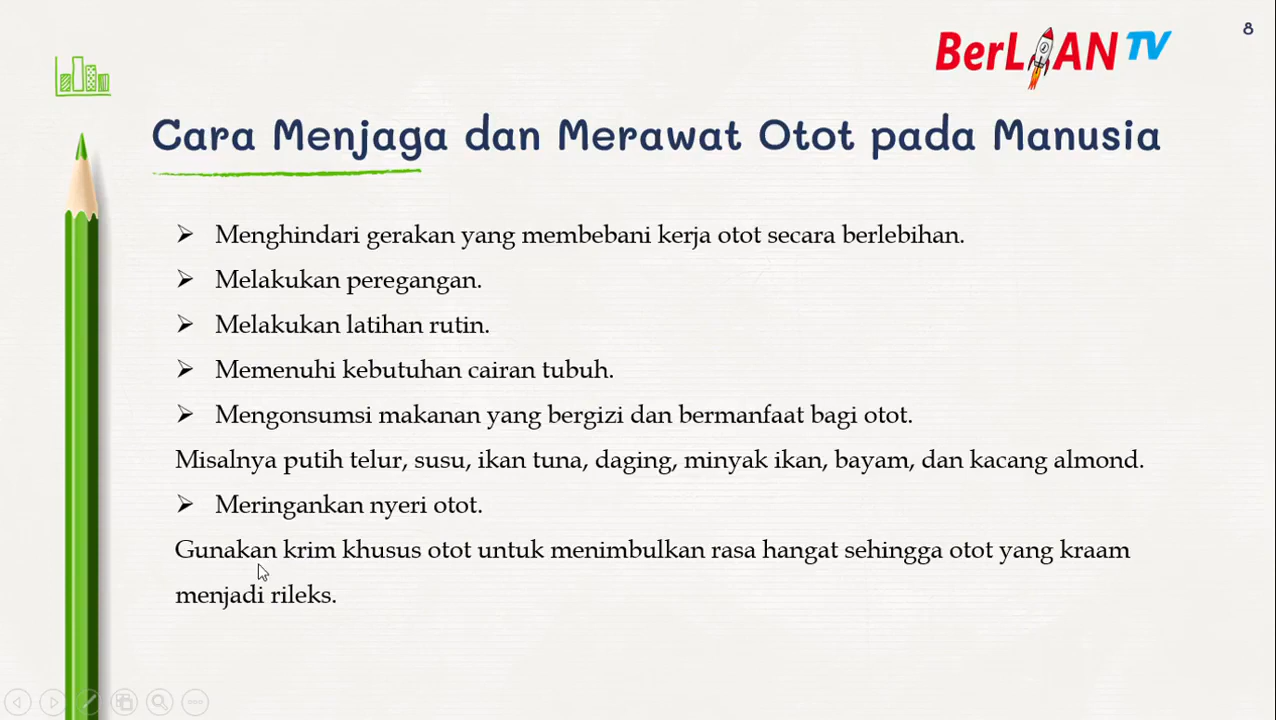 8
BerLIAN TV
Cara Menjaga dan Merawat Otot pada Manusia
➢ Menghindari gerakan yang membebani kerja otot secara berlebihan.
➢ Melakukan peregangan.
➢ Melakukan latihan rutin.
➢ Memenuhi kebutuhan cairan tubuh.
➢ Mengonsumsi makanan yang bergizi dan bermanfaat bagi otot.
Misalnya putih telur, susu, ikan tuna, daging, minyak ikan, bayam, dan kacang almond.
➢ Meringankan nyeri otot.
Gunakan krim khusus otot untuk menimbulkan rasa hangat sehingga otot yang kraam
menjadi rileks.